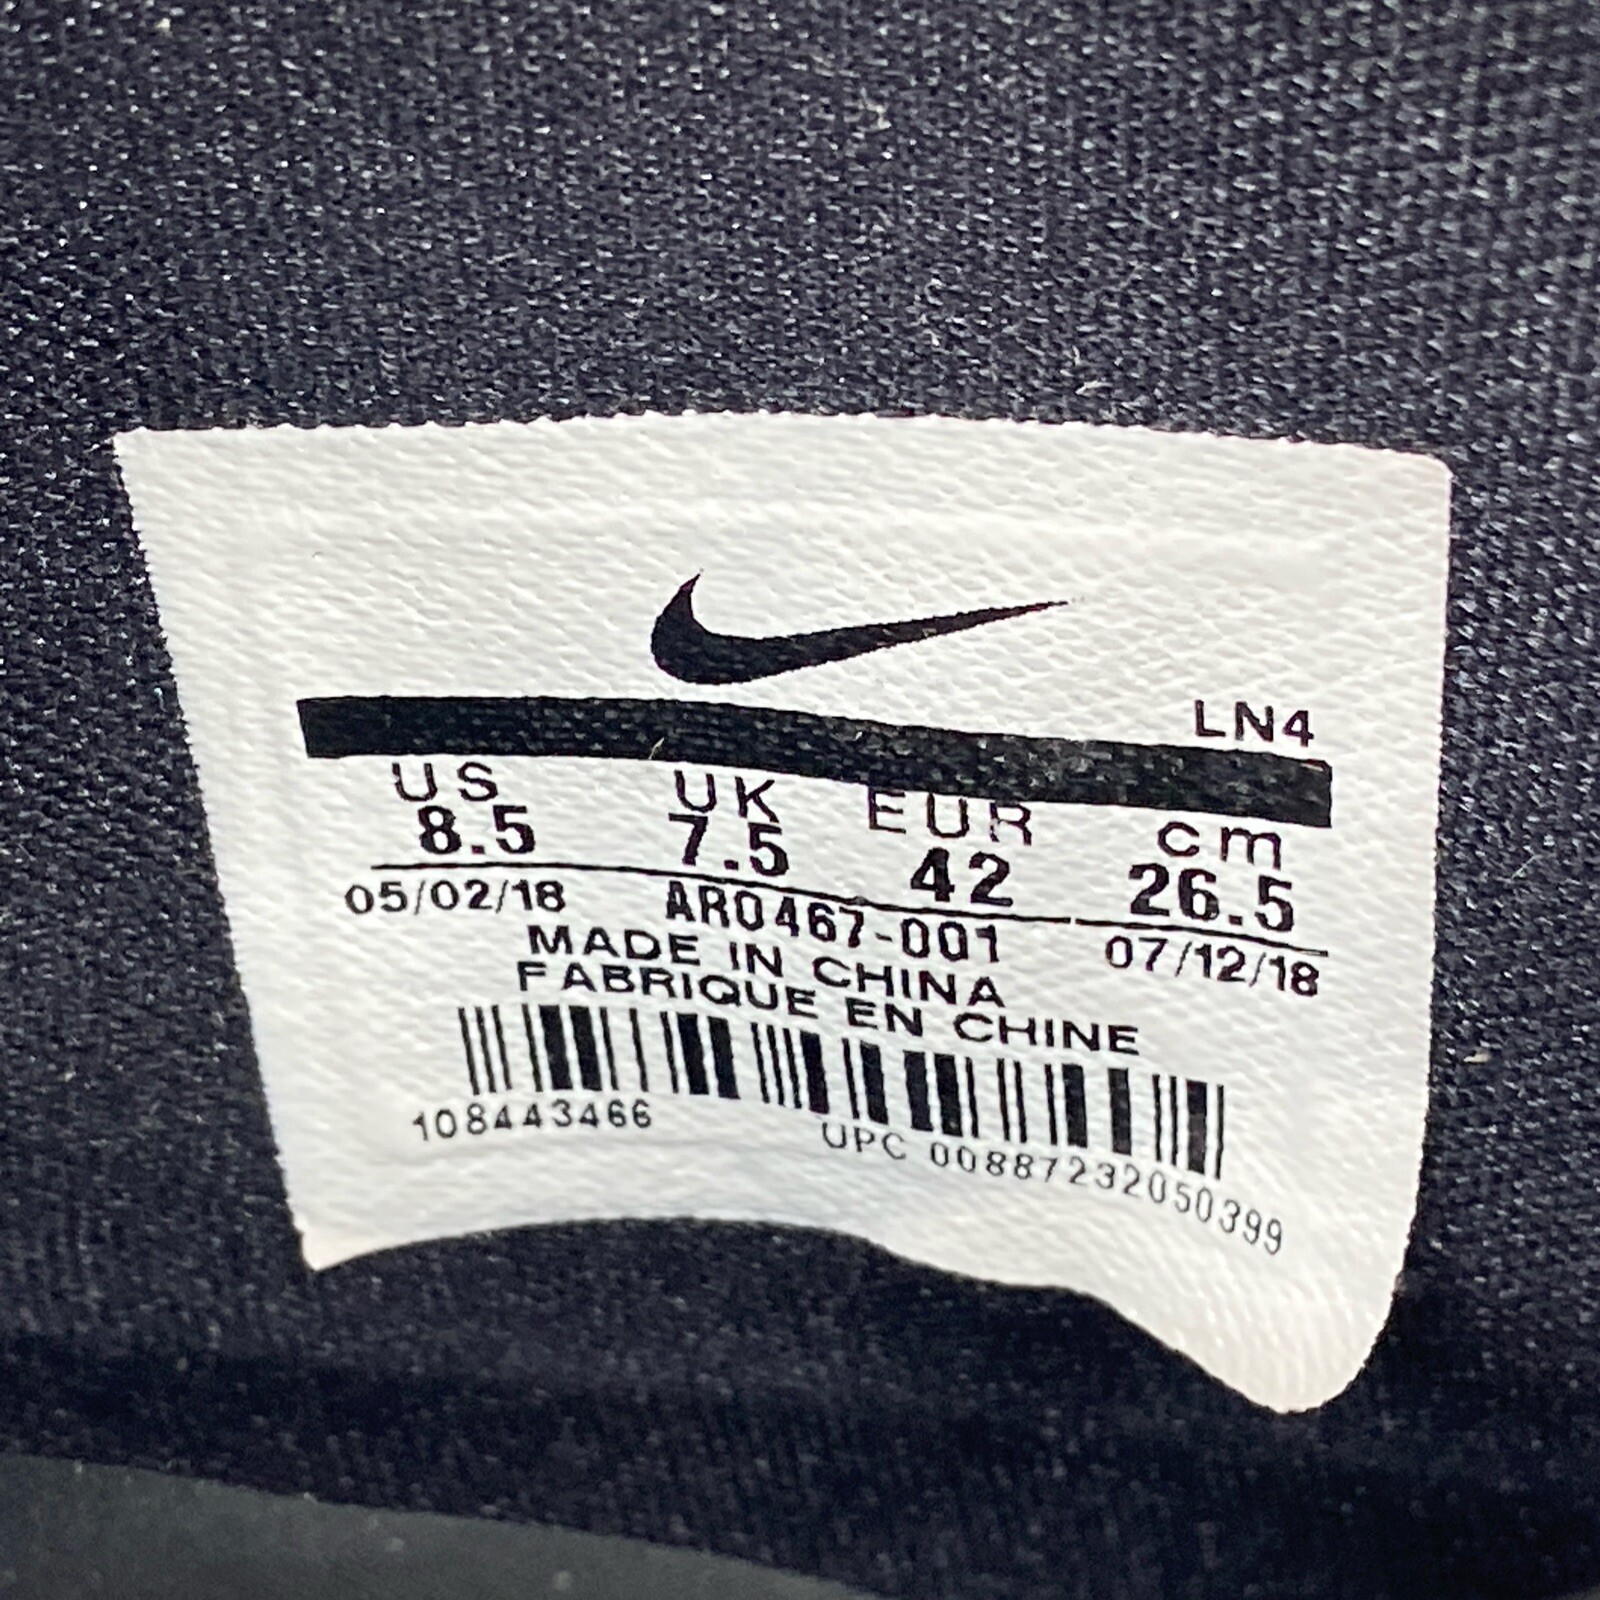 LN4
US UK EUR cm
8.5 7.5 42 26.5
05/02/18 AR0467-001 07/12/18
MADE IN CHINA
FABRIQUE EN CHINE
108443466 UPC 00887232050399